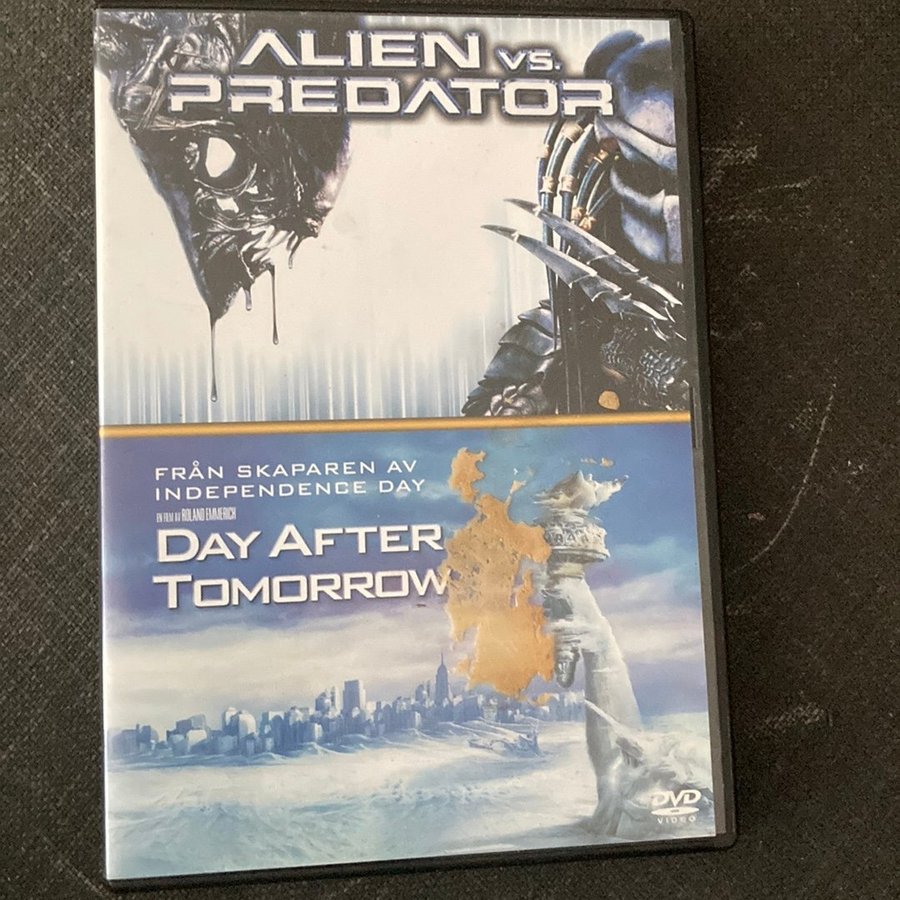 ALIEN VS.
PREDATOR
FRÅN SKAPAREN AV
INDEPENDENCE DAY
EN FILM AV ROLAND EMMERICH
DAY AFTER
TOMORROW
DVD
VIDEO